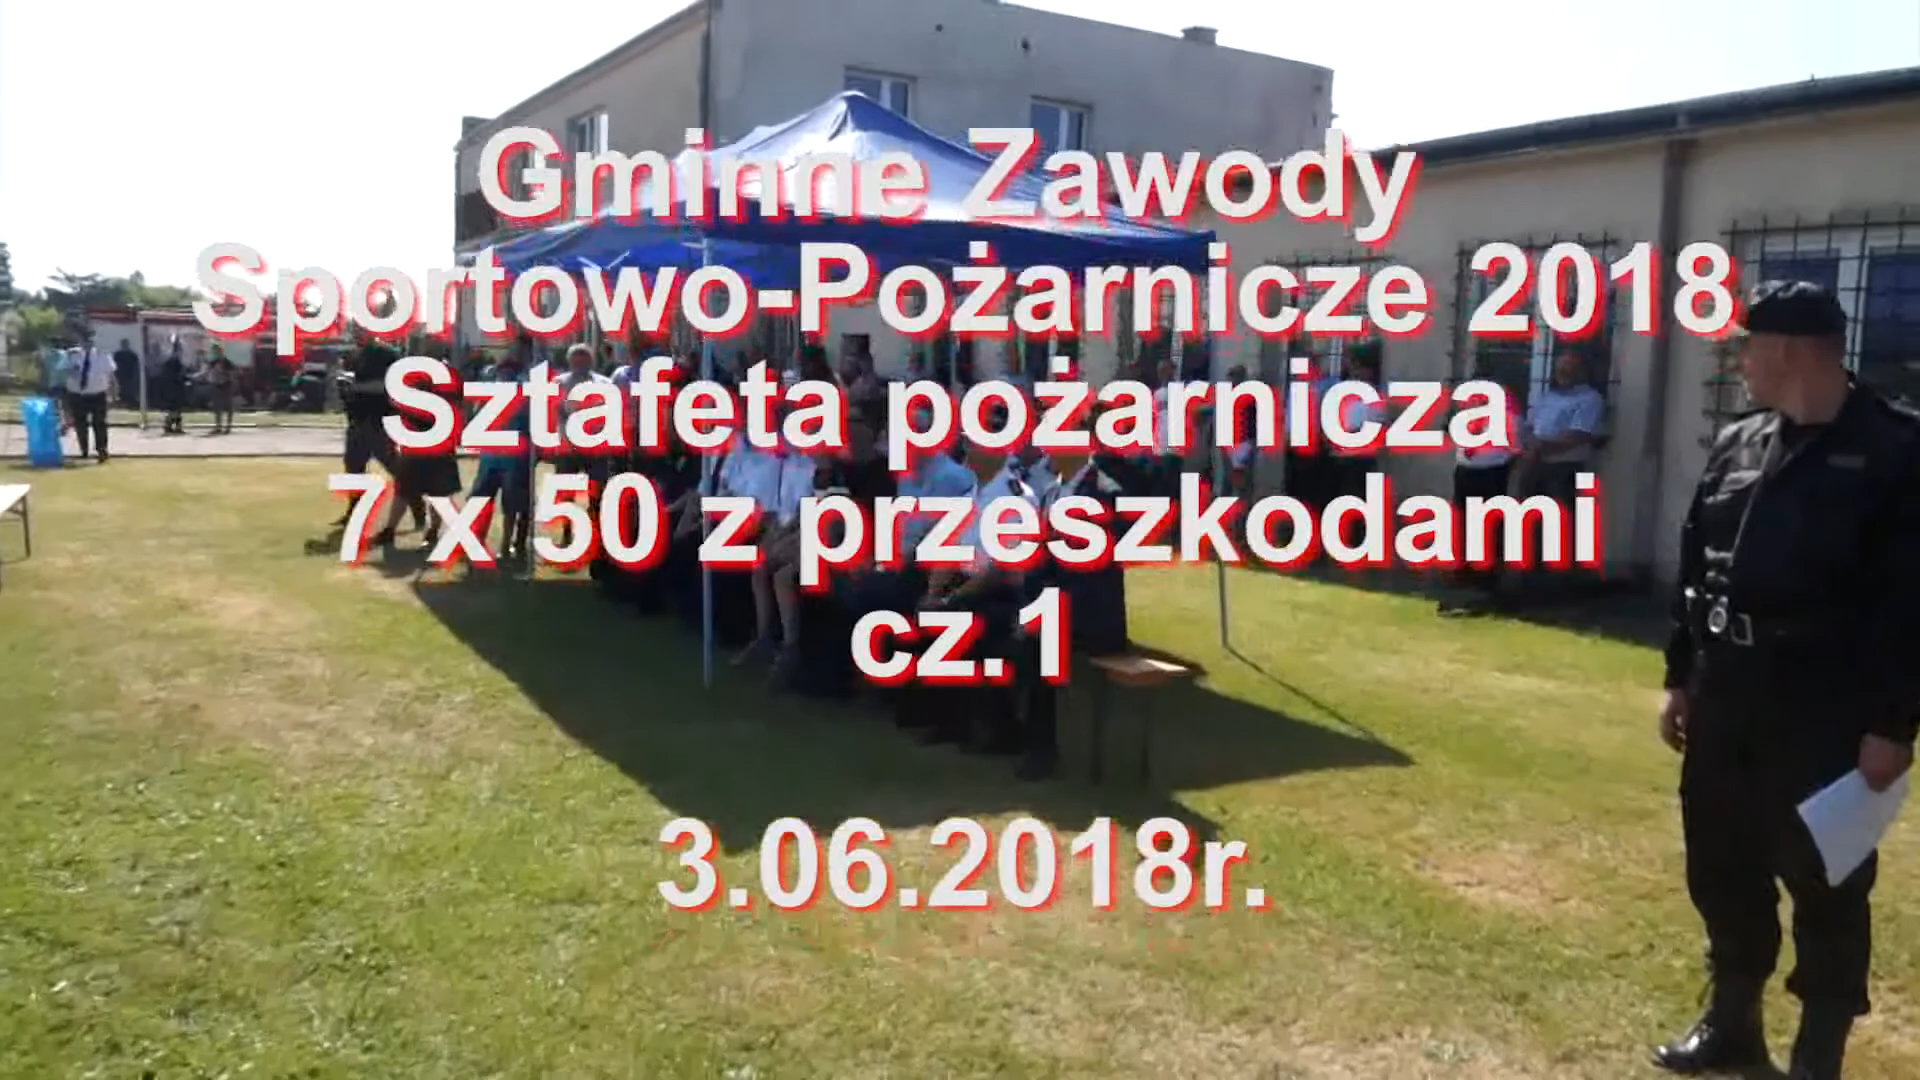 Gminne Zawody
Sportowo-Pożarnicze 2018
Sztafeta pożarnicza
7 x 50 z przeszkodami
cz.1
3.06.2018r.